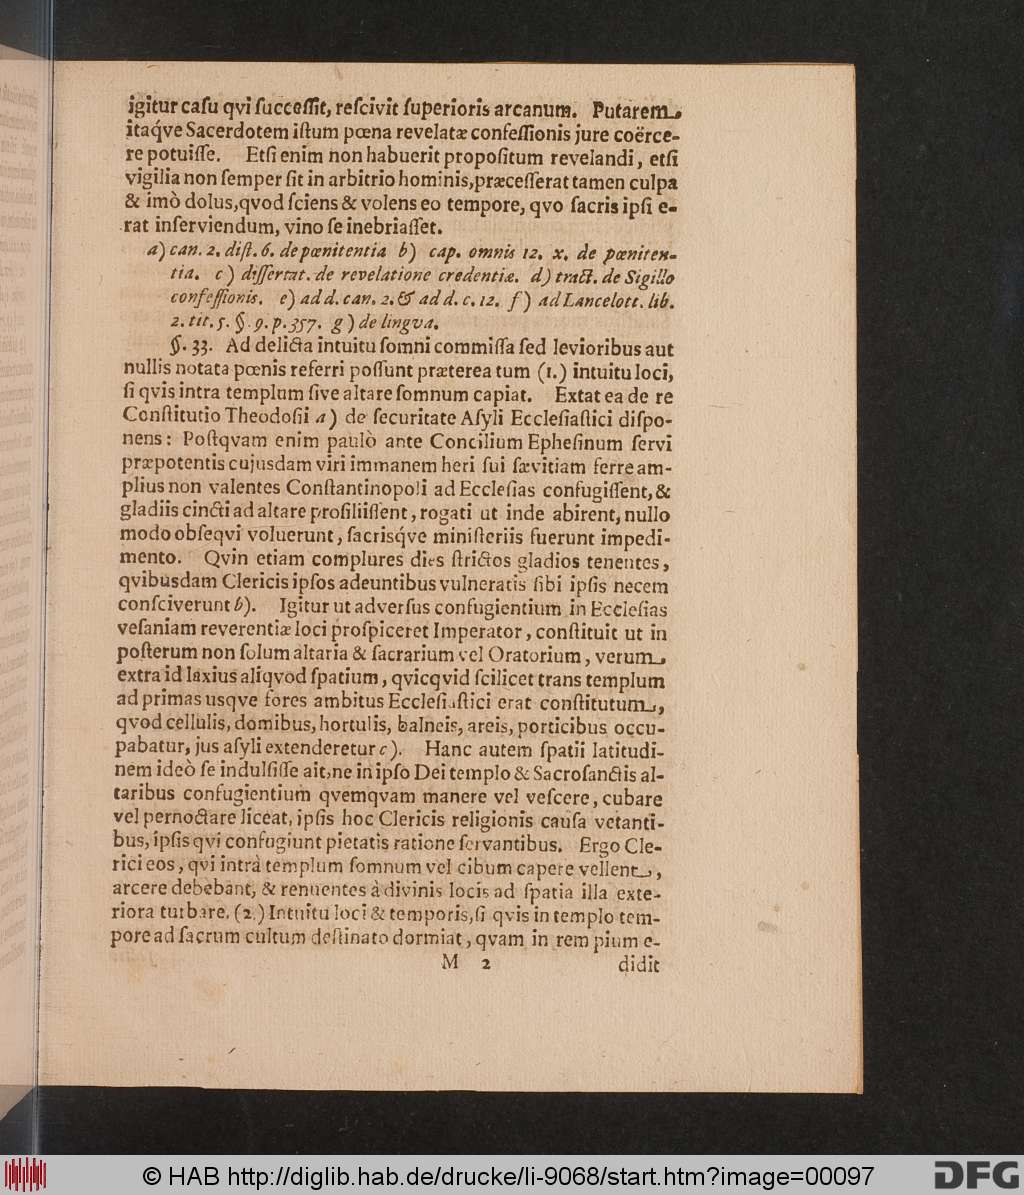 igitur caſu qvi ſucceſſit, reſcivit ſuperioris arcanum. Putarem,
itaq́ve Sacerdotem iſtum pœna revelatæ confeſſionis jure coërce-
re potuiſſe. Etſi enim non habuerit propoſitum revelandi, etſi
vigilia non ſemper ſit in arbitrio hominis, præceſſerat tamen culpa
& imò dolus, qvod ſciens & volens eo tempore, qvo ſacris ipſi e-
rat inſerviendum, vino ſe inebriaſſet.
a) can. 2. diſt. 6. de pœnitentia b) cap. omnis 12. x. de pœniten-
tia. c) diſſertat. de revelatione credentiæ. d) tract. de Sigillo
confeſſionis. e) ad d. can. 2. & ad d. c. 12. f) ad Lancelott. lib.
2. tit. 5. §. 9. p. 357. g) de lingva.
§. 33. Ad delicta intuitu ſomni commiſſa ſed levioribus aut
nullis notata pœnis referri poſſunt præterea tum (1.) intuitu loci,
ſi qvis intra templum ſive altare ſomnum capiat. Extat ea de re
Conſtitutio Theodoſii a) de ſecuritate Aſyli Eccleſiaſtici diſpo-
nens: Poſtqvam enim paulò ante Concilium Epheſinum ſervi
præpotentis cujusdam viri immanem heri ſui ſævitiam ferre am-
plius non valentes Conſtantinopoli ad Eccleſias confugiſſent, &
gladiis cincti ad altare proſiliiſſent, rogati ut inde abirent, nullo
modo obſeqvi voluerunt, ſacrisq́ve miniſteriis fuerunt impedi-
mento. Qvin etiam complures dies ſtrictos gladios tenentes,
qvibusdam Clericis ipſos adeuntibus vulneratis ſibi ipſis necem
conſciverunt b). Igitur ut adverſus confugientium in Eccleſias
veſaniam reverentiæ loci proſpiceret Imperator, conſtituit ut in
poſterum non ſolum altaria & ſacrarium vel Oratorium, verum,
extra id laxius aliqvod ſpatium, qvicqvid ſcilicet trans templum
ad primas usqve fores ambitus Eccleſiaſtici erat conſtitutum,
qvod cellulis, domibus, hortulis, balneis, areis, porticibus occu-
pabatur, jus aſyli extenderetur c). Hanc autem ſpatii latitudi-
nem ideò ſe indulſiſſe ait, ne in ipſo Dei templo & Sacroſanctis al-
taribus confugientium qvemqvam manere vel veſcere, cubare
vel pernoctare liceat, ipſis hoc Clericis religionis cauſa vetanti-
bus, ipſis qvi confugiunt pietatis ratione ſervantibus. Ergo Cle-
rici eos, qvi intrà templum ſomnum vel cibum capere vellent,
arcere debebant, & renuentes à divinis locis ad ſpatia illa exte-
riora turbare. (2.) Intuitu loci & temporis, ſi qvis in templo tem-
pore ad ſacrum cultum deſtinato dormiat, qvam in rem pium e-
M 2 didit
© HAB http://diglib.hab.de/drucke/li-9068/start.htm?image=00097
DFG